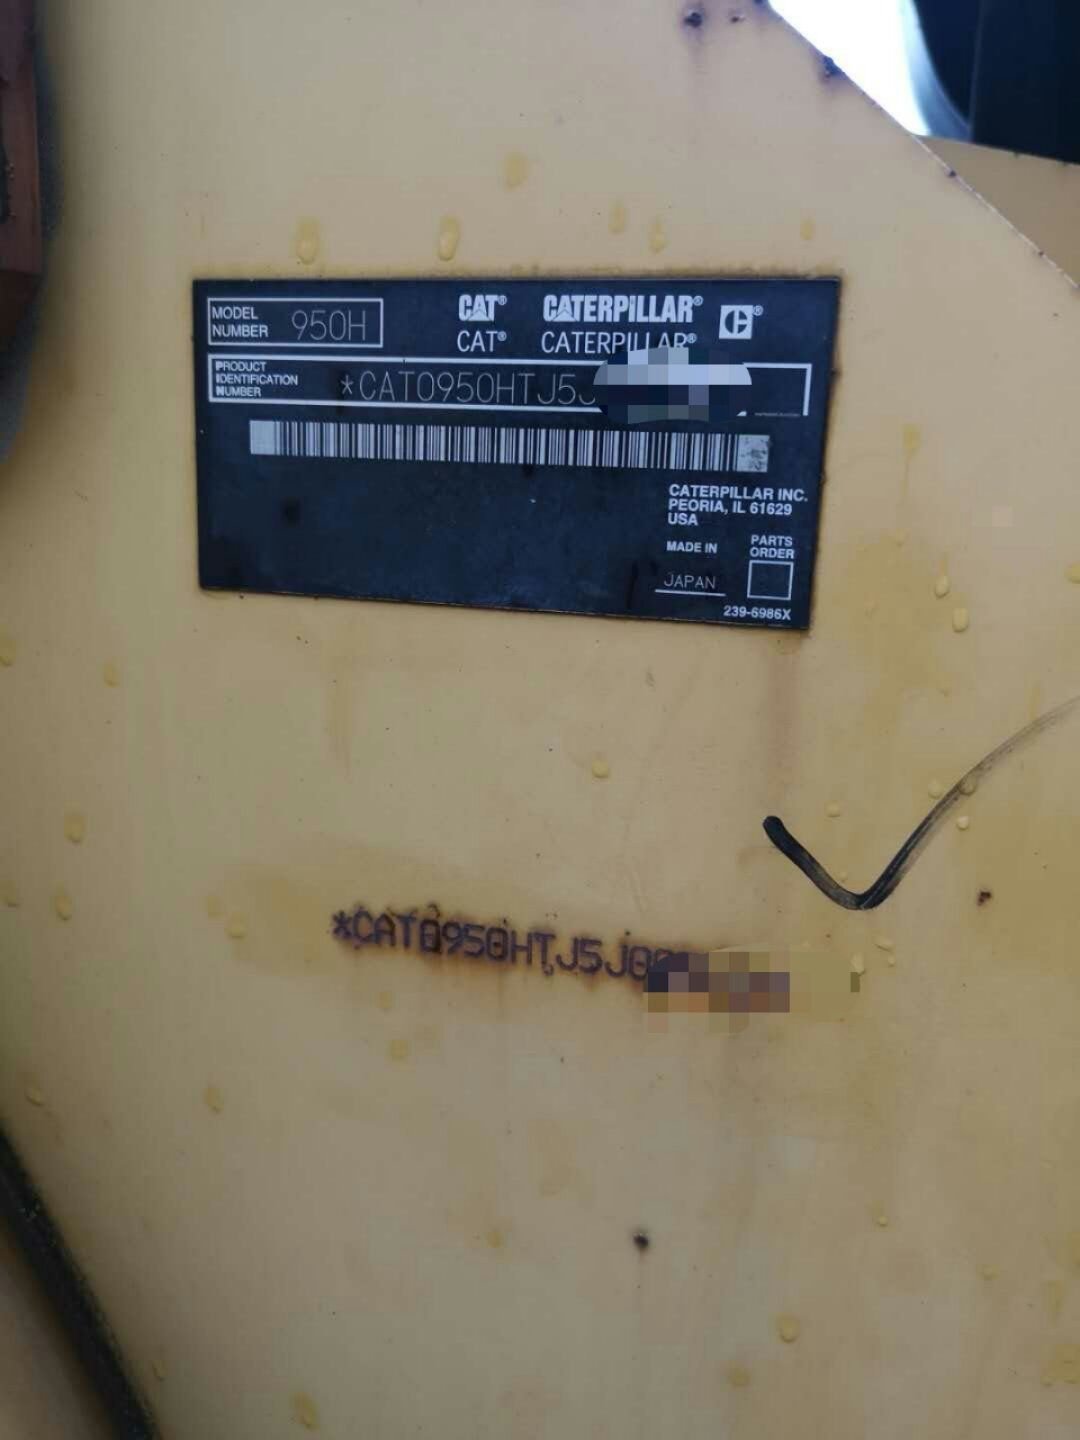 MODEL NUMBER 950H
CAT® CATERPILLAR® C®
CAT® CATERPILLAR®
PRODUCT IDENTIFICATION NUMBER *CAT0950HTJ5J
CATERPILLAR INC.
PEORIA, IL 61629
USA
MADE IN
JAPAN
PARTS ORDER
239-6986X
*CAT0950HTJ5J00